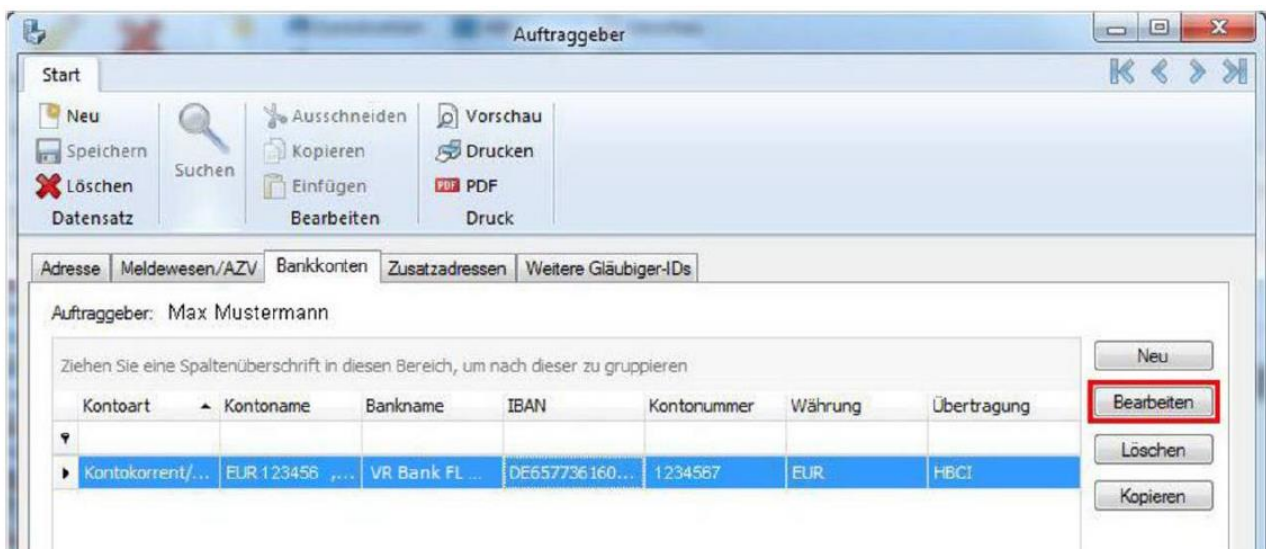 Auftraggeber
Start
Neu
Speichern
Löschen
Datensatz
Suchen
Ausschneiden
Kopieren
Einfügen
Bearbeiten
Vorschau
Drucken
PDF PDF
Druck
Adresse Meldewesen/AZV Bankkonten Zusatzadressen Weitere Gläubiger-IDs
Auftraggeber: Max Mustermann
Ziehen Sie eine Spaltenüberschrift in diesen Bereich, um nach dieser zu gruppieren
Kontoart Kontoname Bankname IBAN Kontonummer Währung Übertragung
Kontokorrent/... EUR 123456 ,... VR Bank FL ... DE657736160... 1234567 EUR HBCI
Neu
Bearbeiten
Löschen
Kopieren